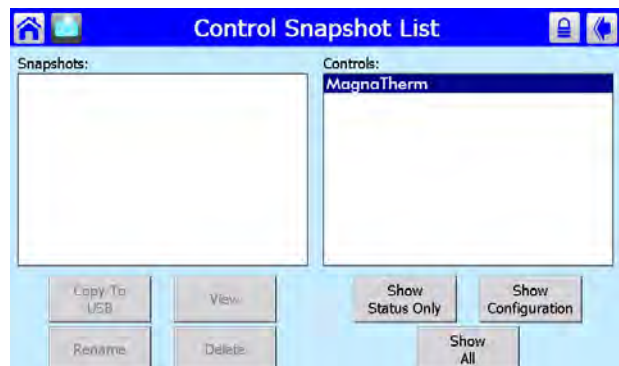 Control Snapshot List
Snapshots:
Controls:
MagnaTherm
Copy To
USB
View
Show
Status Only
Show
Configuration
Rename
Delete
Show
All